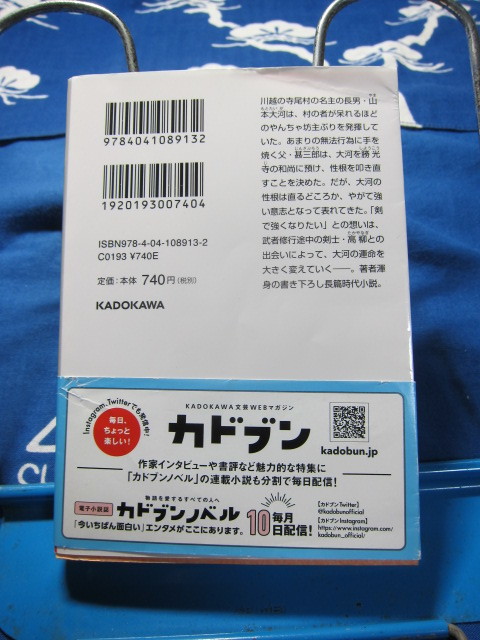 9784041089132
1920193007404
ISBN978-4-04-108913-2
C0193 ¥740E
定価:本体 740円(税別)
KADOKAWA
川越の寺尾村の名主の長男・山
本大河は、村の者が呆れるほど
のやんちゃ坊主ぶりを発揮して
いた。あまりの無法行為に手を
焼く父・甚三郎は、大河を勝光
寺の和尚に預け、性根を叩き直
すことを決めた。だが、大河の
性根は直るどころか、やがて強
い意志となって表れてきた。「剣
で強くなりたい」との想いは、
武者修行途中の剣士・高柳との
出会いによって、大河の運命を
大きく変えていく――。著者渾
身の書き下ろし長篇時代小説。
Instagram、Twitterでも発信中!
毎日、
ちょっと
楽しい!
KADOKAWA文芸WEBマガジン
カドブン
kadobun.jp
作家インタビューや書評など魅力的な特集に
「カドブンノベル」の連載小説も分割で毎日配信!
物語を愛するすべての人へ
電子小説誌
カドブンノベル
「今いちばん面白い」エンタメがここにあります。
毎月
10日配信!
【カドブンTwitter】
@kadobunofficial
【カドブンInstagram】
https://www.instagram.com/
kadobun_official/